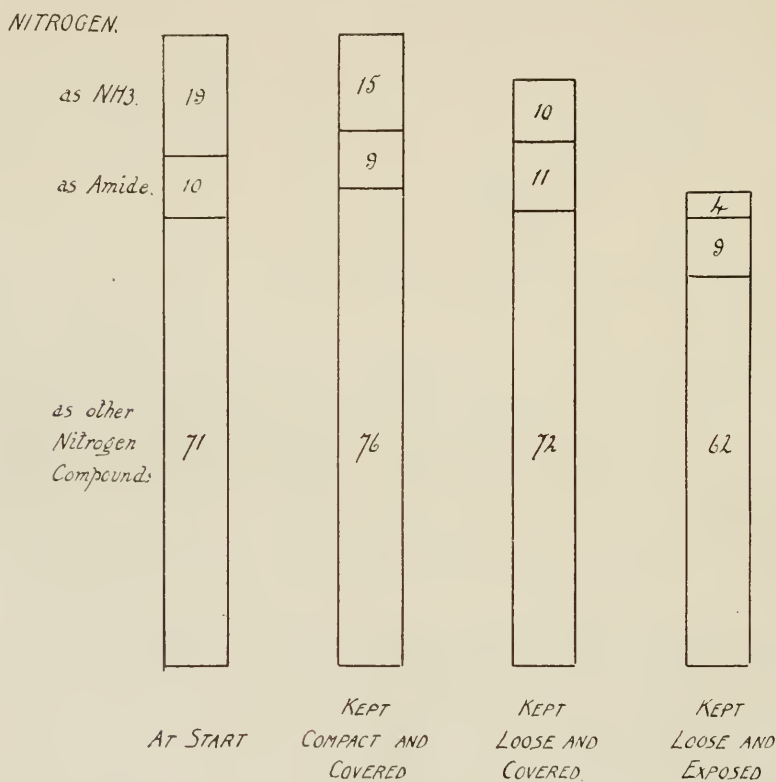 NITROGEN.
as NH3.
19
15
10
as Amide.
10
9
11
4
9
as other
Nitrogen
Compounds
71
76
72
62
AT START
KEPT
COMPACT AND
COVERED
KEPT
LOOSE AND
COVERED.
KEPT
LOOSE AND
EXPOSED